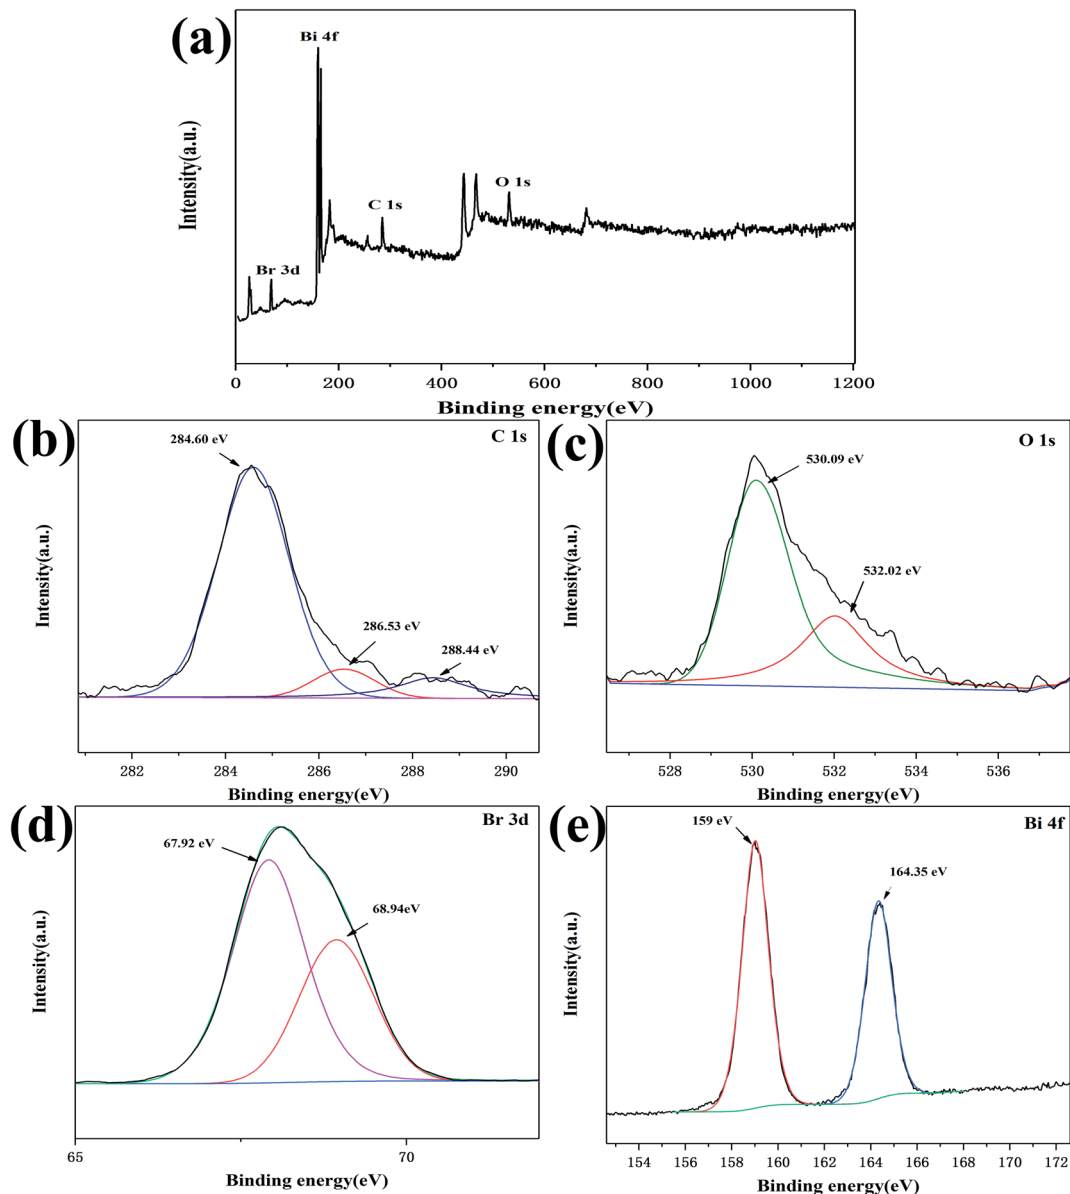 (a)
Bi 4f
C 1s
O 1s
Br 3d
Intensity(a.u.)
0 200 400 600 800 1000 1200
Binding energy(eV)
(b)
C 1s
284.60 eV
286.53 eV
288.44 eV
Intensity(a.u.)
282 284 286 288 290
Binding energy(eV)
(c)
O 1s
530.09 eV
532.02 eV
Intensity(a.u.)
528 530 532 534 536
Binding energy(eV)
(d)
Br 3d
67.92 eV
68.94eV
Intensity(a.u.)
65 70
Binding energy(eV)
(e)
Bi 4f
159 eV
164.35 eV
Intensity(a.u.)
154 156 158 160 162 164 166 168 170 172
Binding energy(eV)